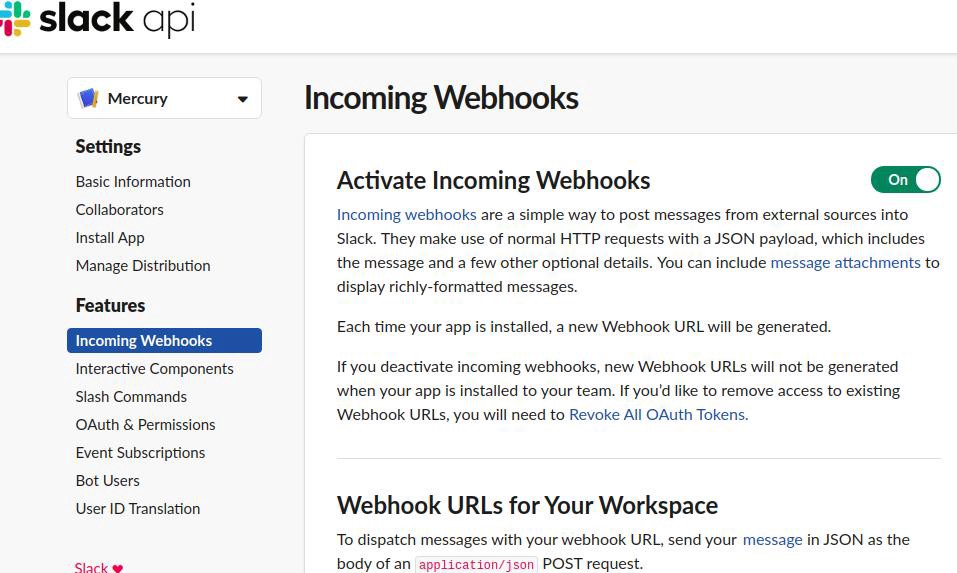 slack api
Mercury
Settings
Basic Information
Collaborators
Install App
Manage Distribution
Features
Incoming Webhooks
Interactive Components
Slash Commands
OAuth & Permissions
Event Subscriptions
Bot Users
User ID Translation
Slack ♥
Incoming Webhooks
Activate Incoming Webhooks
On
Incoming webhooks are a simple way to post messages from external sources into
Slack. They make use of normal HTTP requests with a JSON payload, which includes
the message and a few other optional details. You can include message attachments to
display richly-formatted messages.
Each time your app is installed, a new Webhook URL will be generated.
If you deactivate incoming webhooks, new Webhook URLs will not be generated
when your app is installed to your team. If you’d like to remove access to existing
Webhook URLs, you will need to Revoke All OAuth Tokens.
Webhook URLs for Your Workspace
To dispatch messages with your webhook URL, send your message in JSON as the
body of an application/json POST request.